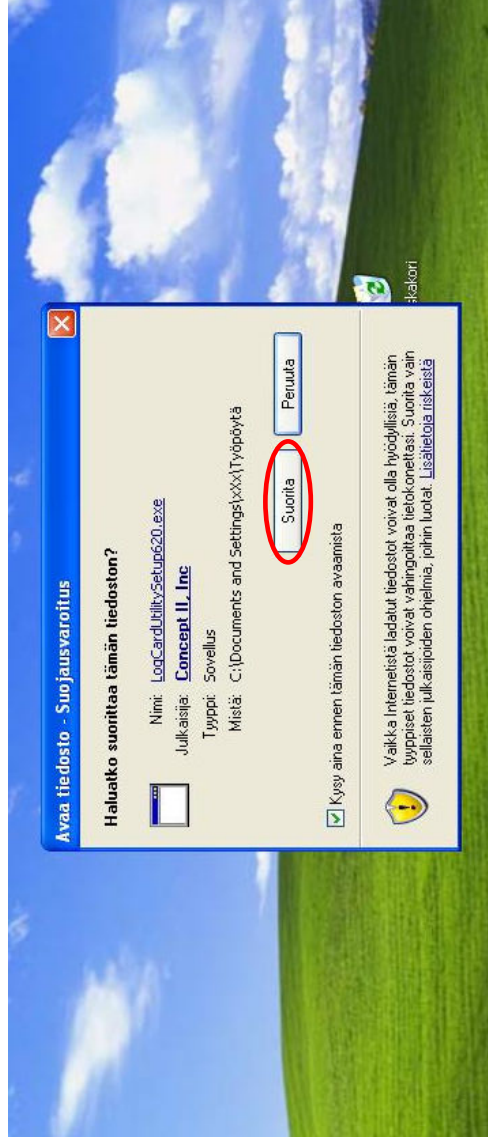 Avaa tiedosto - Suojausvaroitus
Haluatko suorittaa tämän tiedoston?
Nimi: LogCardUtilitySetup620.exe
Julkaisija: Concept II, Inc
Tyyppi: Sovellus
Mistä: C:\Documents and Settings\xXx\Työpöytä
Suorita Peruuta
Kysy aina ennen tämän tiedoston avaamista
Vaikka Internetistä ladatut tiedostot voivat olla hyödyllisiä, tämän
tyyppiset tiedostot voivat vahingoittaa tietokonettasi. Suorita vain
sellaisten julkaisijoiden ohjelmia, joihin luotat. Lisätietoja riskeistä
skakori